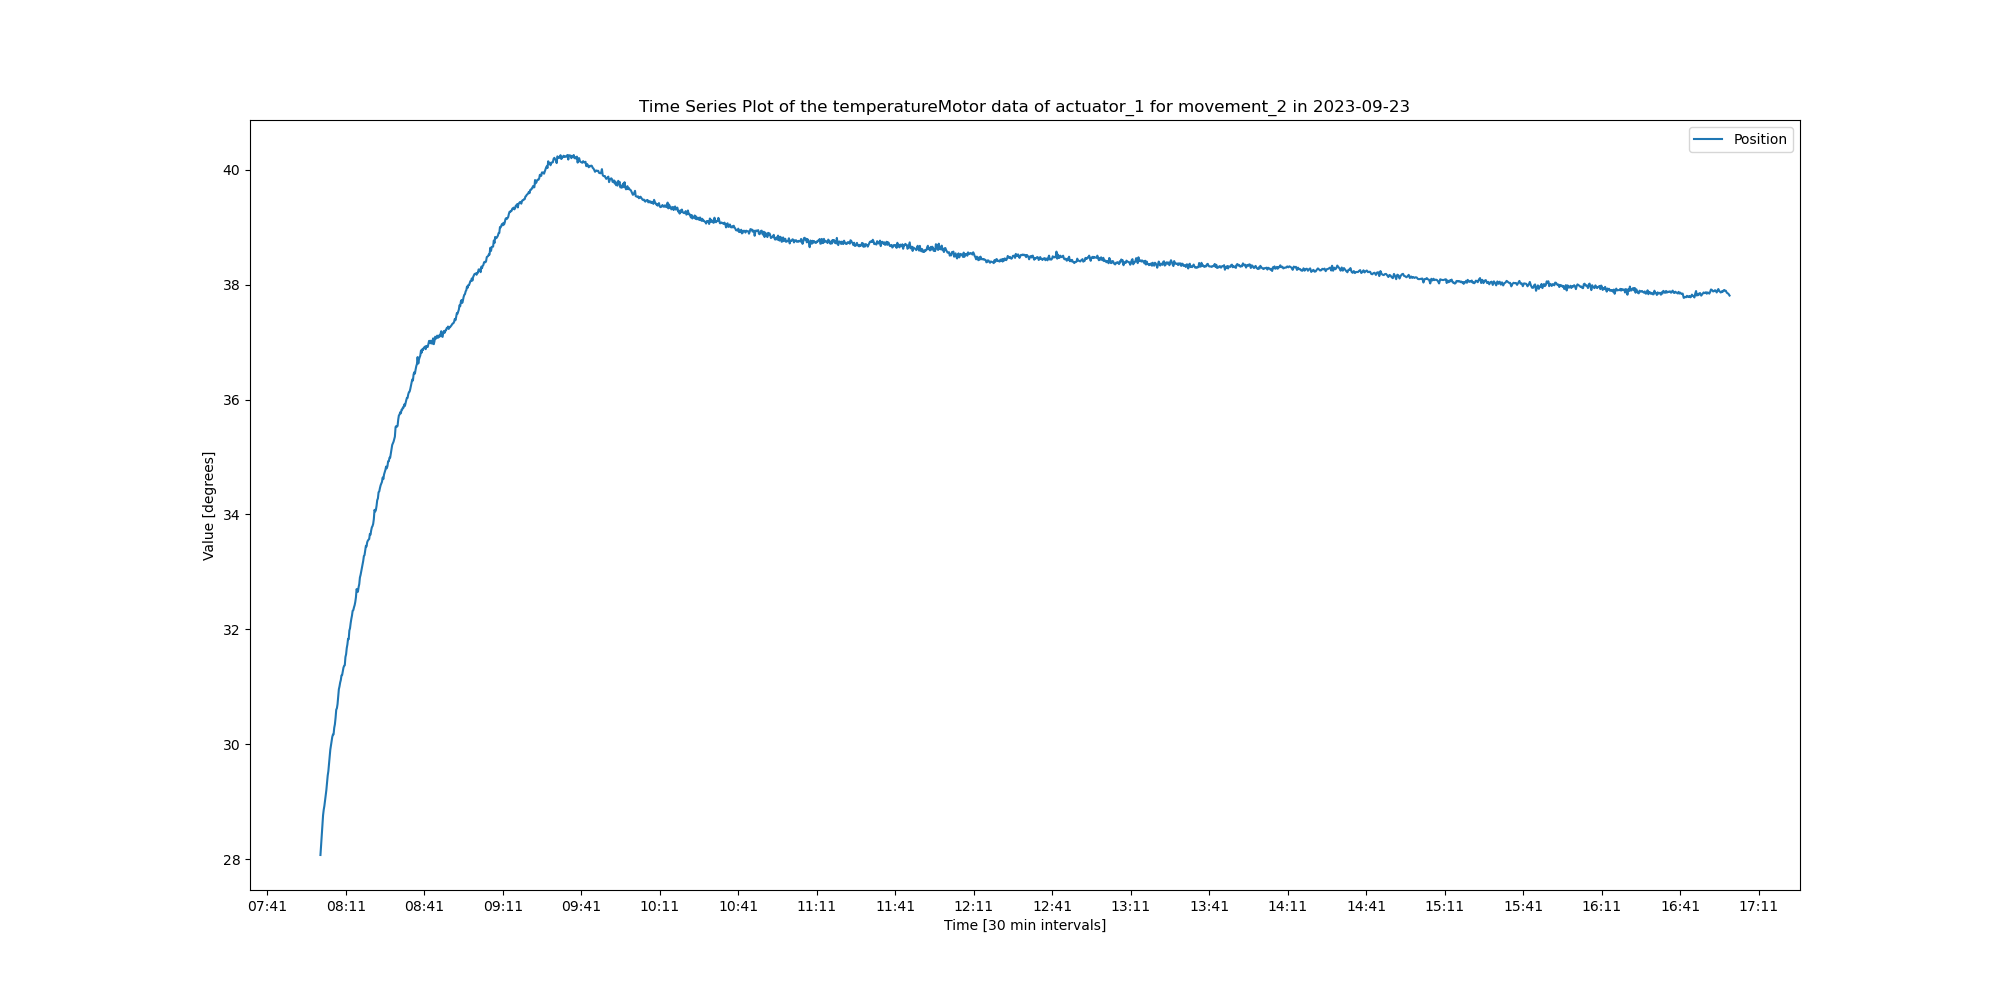 Time Series Plot of the temperatureMotor data of actuator_1 for movement_2 in 2023-09-23
Position
40
38
36
34
32
30
28
Value [degrees]
07:41 08:11 08:41 09:11 09:41 10:11 10:41 11:11 11:41 12:11 12:41 13:11 13:41 14:11 14:41 15:11 15:41 16:11 16:41 17:11
Time [30 min intervals]